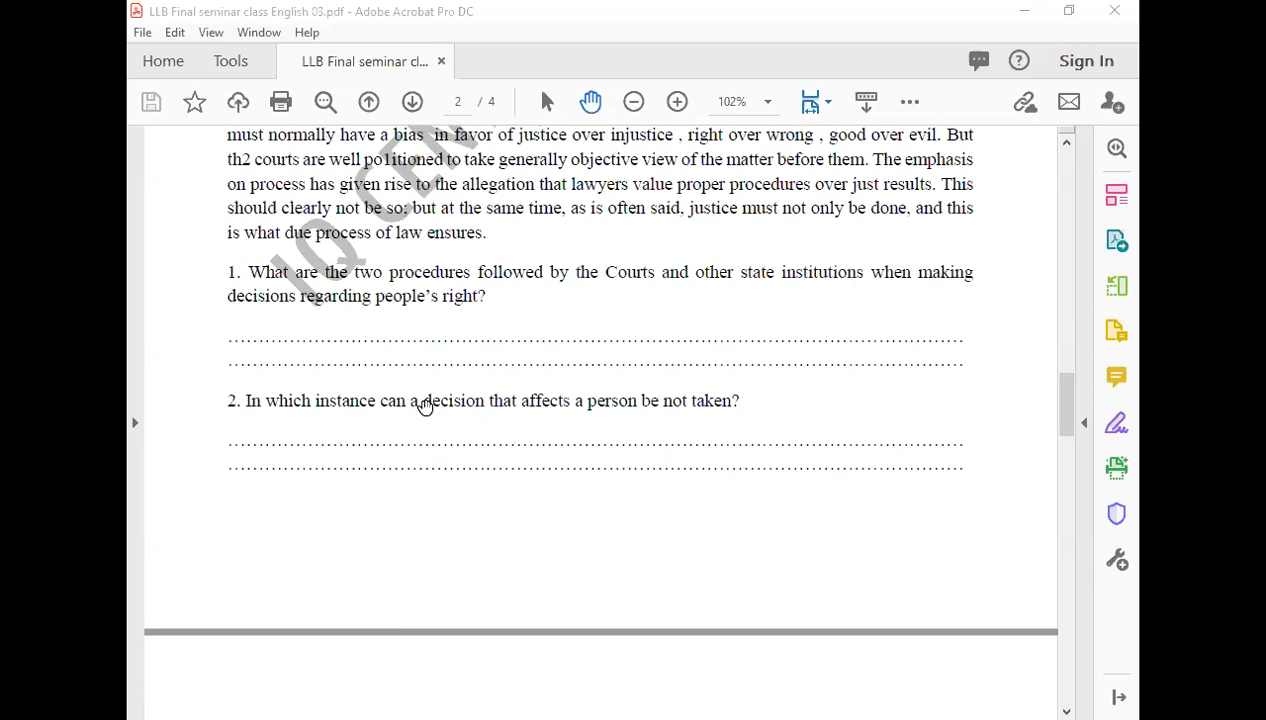 LLB Final seminar class English 03.pdf - Adobe Acrobat Pro DC
File Edit View Window Help
Home Tools LLB Final seminar cl... × Sign In
2 / 4 102%
must normally have a bias in favor of justice over injustice , right over wrong , good over evil. But
th2 courts are well po1itioned to take generally objective view of the matter before them. The emphasis
on process has given rise to the allegation that lawyers value proper procedures over just results. This
should clearly not be so; but at the same time, as is often said, justice must not only be done, and this
is what due process of law ensures.
IQ CEN
1. What are the two procedures followed by the Courts and other state institutions when making
decisions regarding people's right?
2. In which instance can a decision that affects a person be not taken?